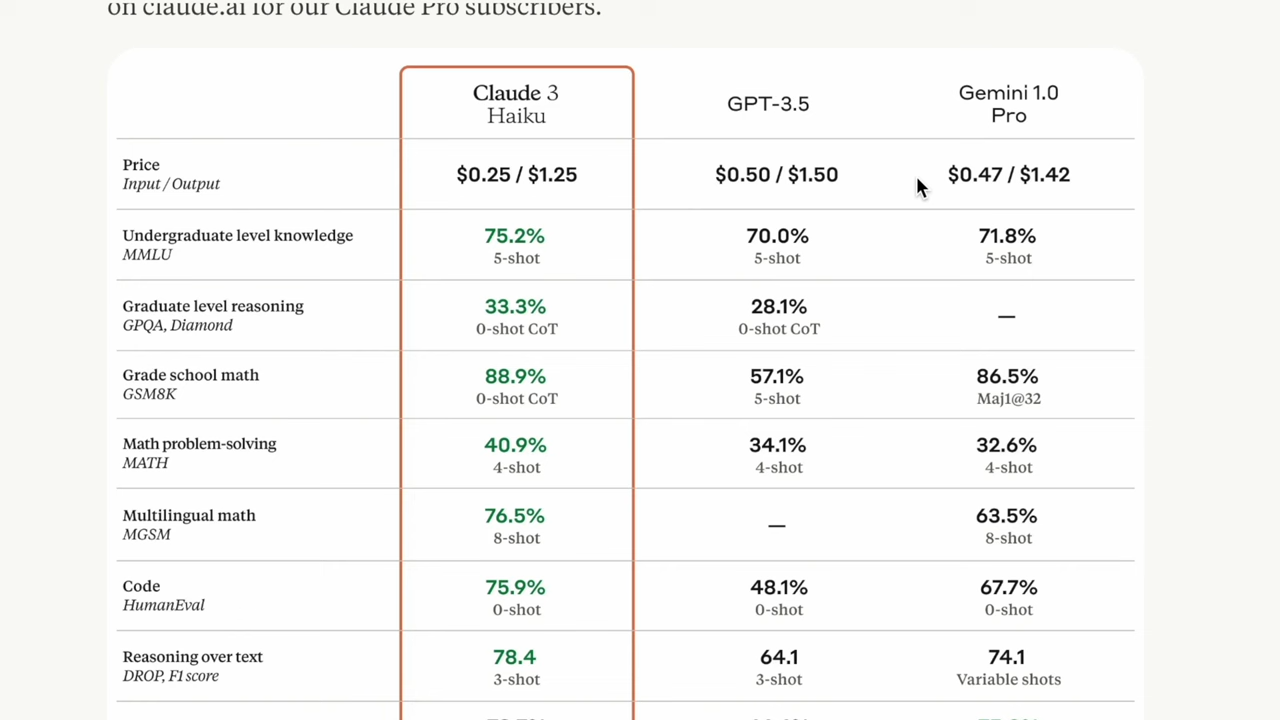 on claude.ai for our Claude Pro subscribers.
Claude 3
Haiku
GPT-3.5
Gemini 1.0
Pro
Price
Input / Output
$0.25 / $1.25
$0.50 / $1.50
$0.47 / $1.42
Undergraduate level knowledge
MMLU
75.2%
5-shot
70.0%
5-shot
71.8%
5-shot
Graduate level reasoning
GPQA, Diamond
33.3%
0-shot CoT
28.1%
0-shot CoT
—
Grade school math
GSM8K
88.9%
0-shot CoT
57.1%
5-shot
86.5%
Maj1@32
Math problem-solving
MATH
40.9%
4-shot
34.1%
4-shot
32.6%
4-shot
Multilingual math
MGSM
76.5%
8-shot
—
63.5%
8-shot
Code
HumanEval
75.9%
0-shot
48.1%
0-shot
67.7%
0-shot
Reasoning over text
DROP, F1 score
78.4
3-shot
64.1
3-shot
74.1
Variable shots